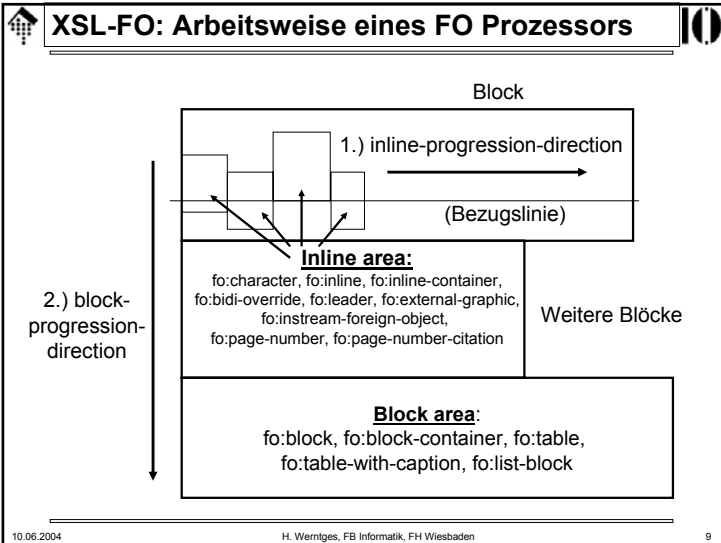 XSL-FO: Arbeitsweise eines FO Prozessors
Block
1.) inline-progression-direction
(Bezugslinie)
Inline area:
fo:character, fo:inline, fo:inline-container,
fo:bidi-override, fo:leader, fo:external-graphic,
fo:instream-foreign-object,
fo:page-number, fo:page-number-citation
2.) block-
progression-
direction
Weitere Blöcke
Block area:
fo:block, fo:block-container, fo:table,
fo:table-with-caption, fo:list-block
10.06.2004
H. Werntges, FB Informatik, FH Wiesbaden
9